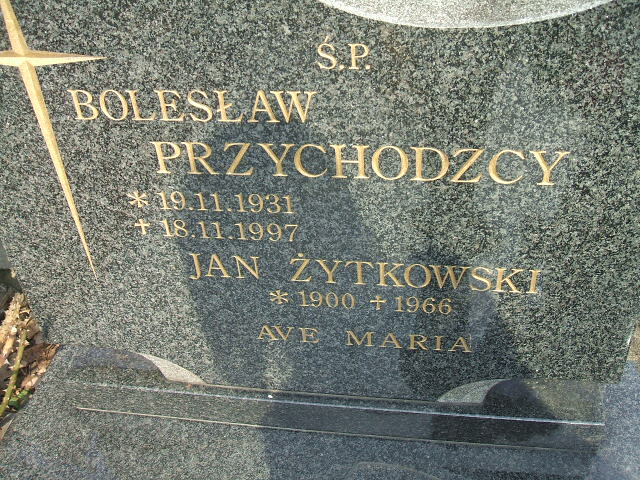 Ś.P.
BOLESŁAW
PRZYCHODZCY
* 19.11.1931
+ 18.11.1997
JAN ŻYTKOWSKI
* 1900 + 1966
AVE MARIA